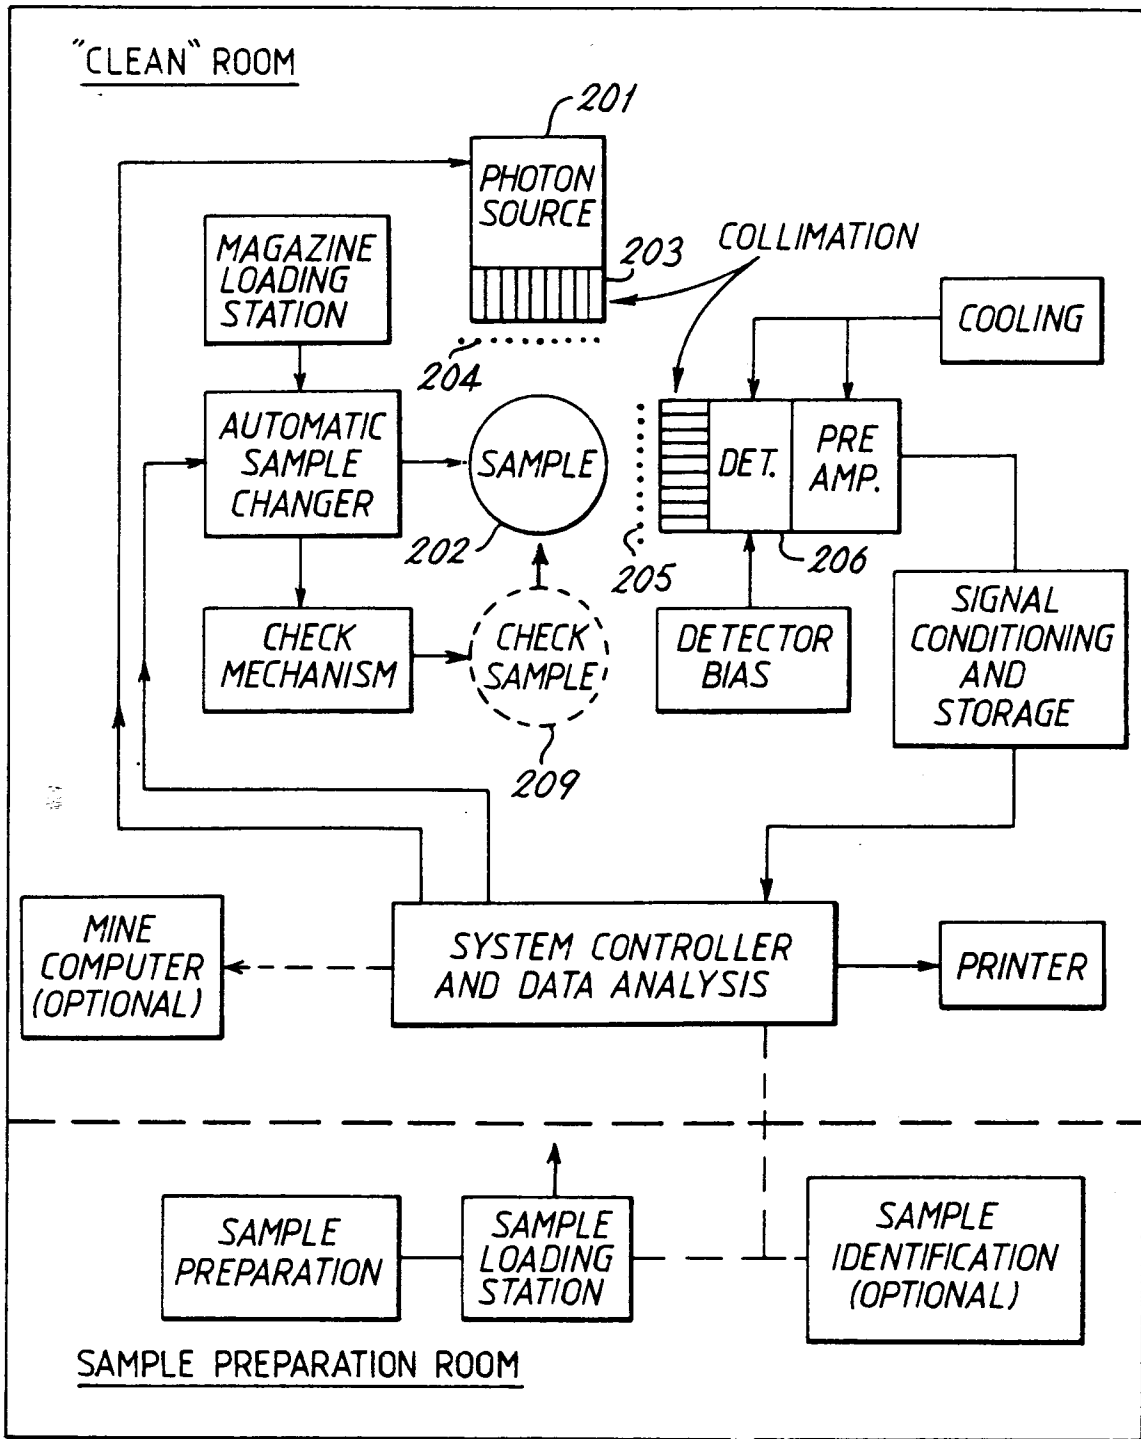 "CLEAN" ROOM
201
PHOTON
SOURCE
203
COLLIMATION
MAGAZINE
LOADING
STATION
204
COOLING
AUTOMATIC
SAMPLE
CHANGER
SAMPLE
202
DET.
PRE
AMP.
205
206
CHECK
MECHANISM
CHECK
SAMPLE
209
DETECTOR
BIAS
SIGNAL
CONDITIONING
AND
STORAGE
MINE
COMPUTER
(OPTIONAL)
SYSTEM CONTROLLER
AND DATA ANALYSIS
PRINTER
SAMPLE
PREPARATION
SAMPLE
LOADING
STATION
SAMPLE
IDENTIFICATION
(OPTIONAL)
SAMPLE PREPARATION ROOM